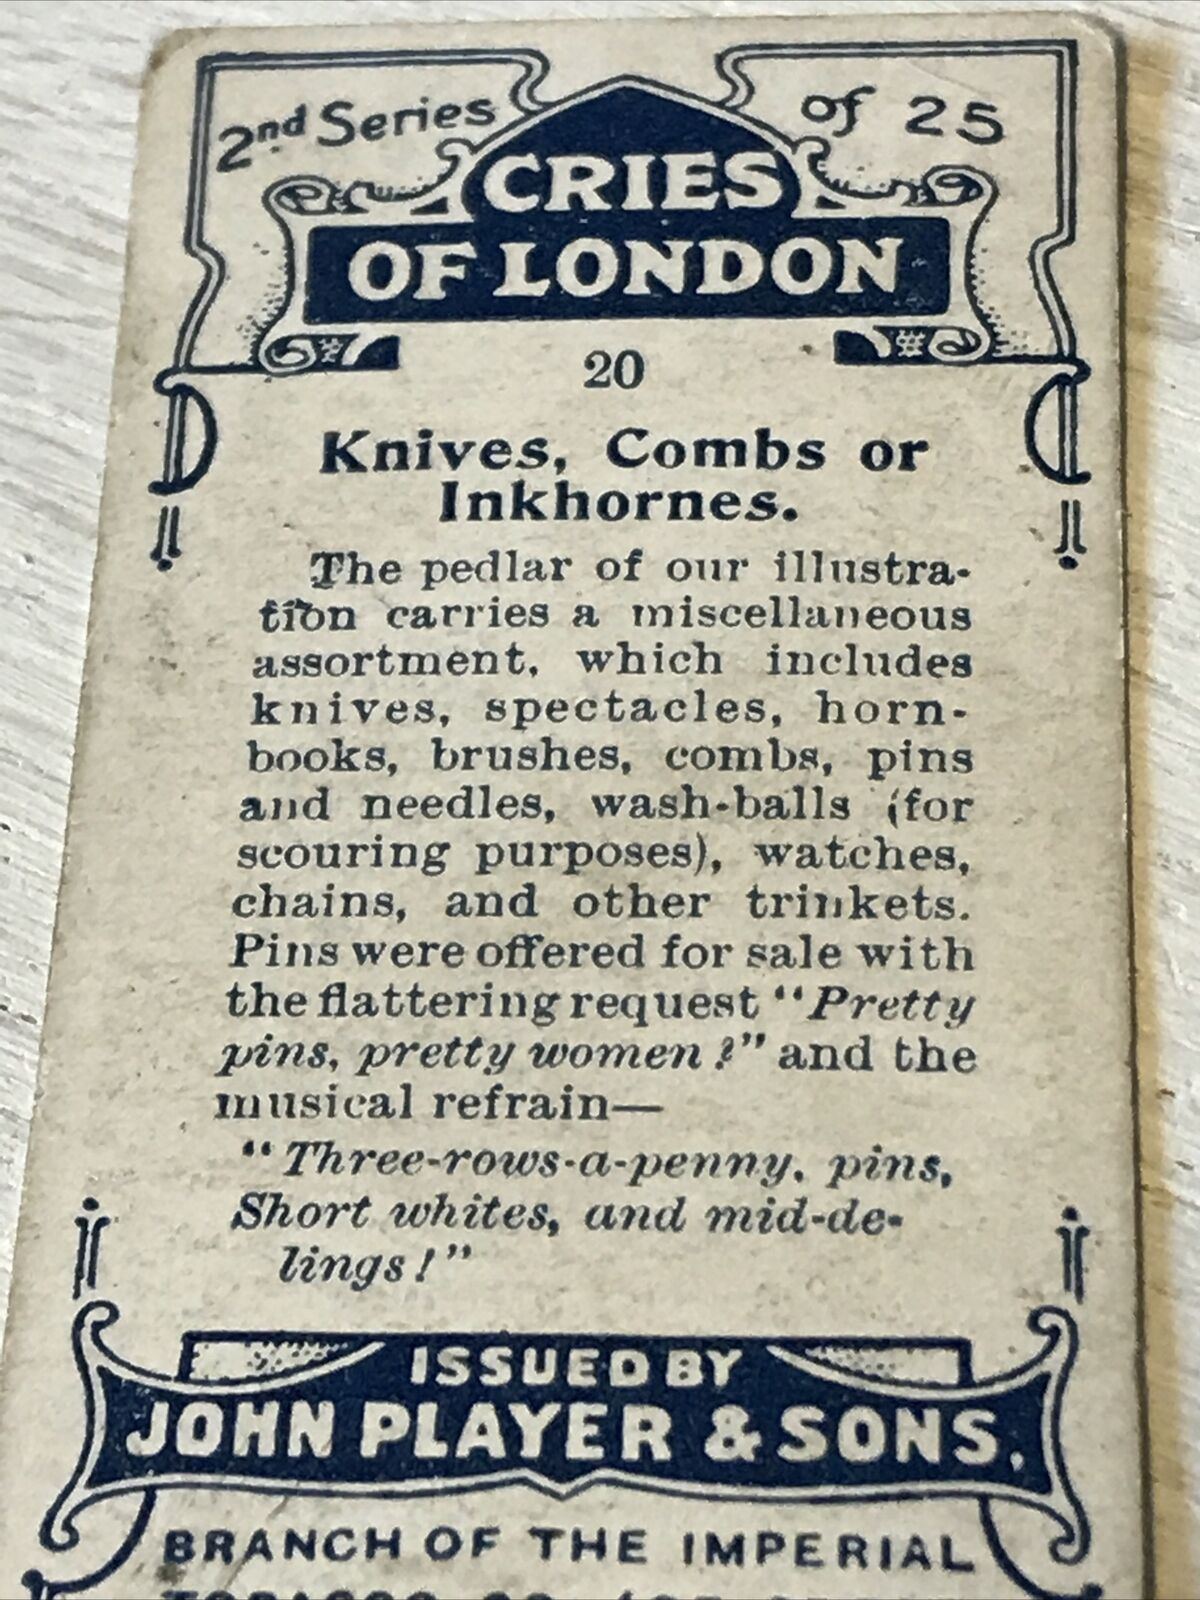 2nd Series of 25
CRIES
OF LONDON
20
Knives, Combs or
Inkhornes.
The pedlar of our illustra-
tion carries a miscellaneous
assortment, which includes
knives, spectacles, horn-
books, brushes, combs, pins
and needles, wash-balls (for
scouring purposes), watches,
chains, and other trinkets.
Pins were offered for sale with
the flattering request "Pretty
pins, pretty women?" and the
musical refrain—
"Three-rows-a-penny, pins,
Short whites, and mid-de-
lings!"
ISSUED BY
JOHN PLAYER & SONS,
BRANCH OF THE IMPERIAL